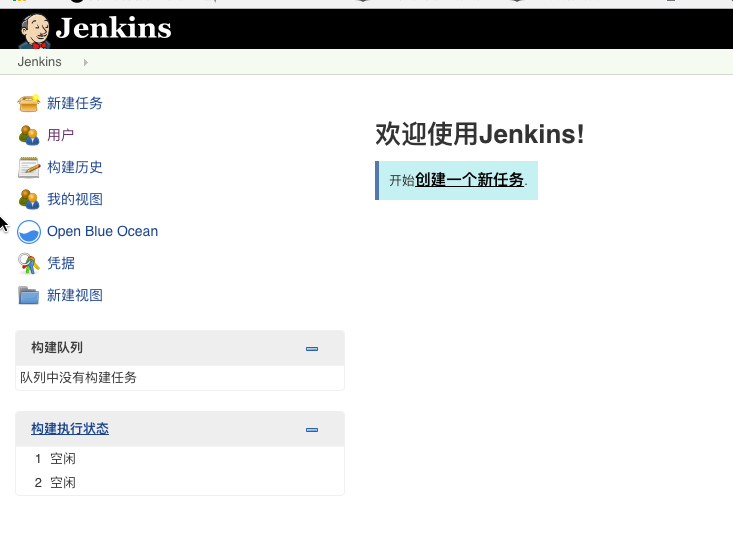 Jenkins
Jenkins
新建任务
用户
构建历史
我的视图
Open Blue Ocean
凭据
新建视图
构建队列
队列中没有构建任务
构建执行状态
1 空闲
2 空闲
欢迎使用Jenkins!
开始创建一个新任务.